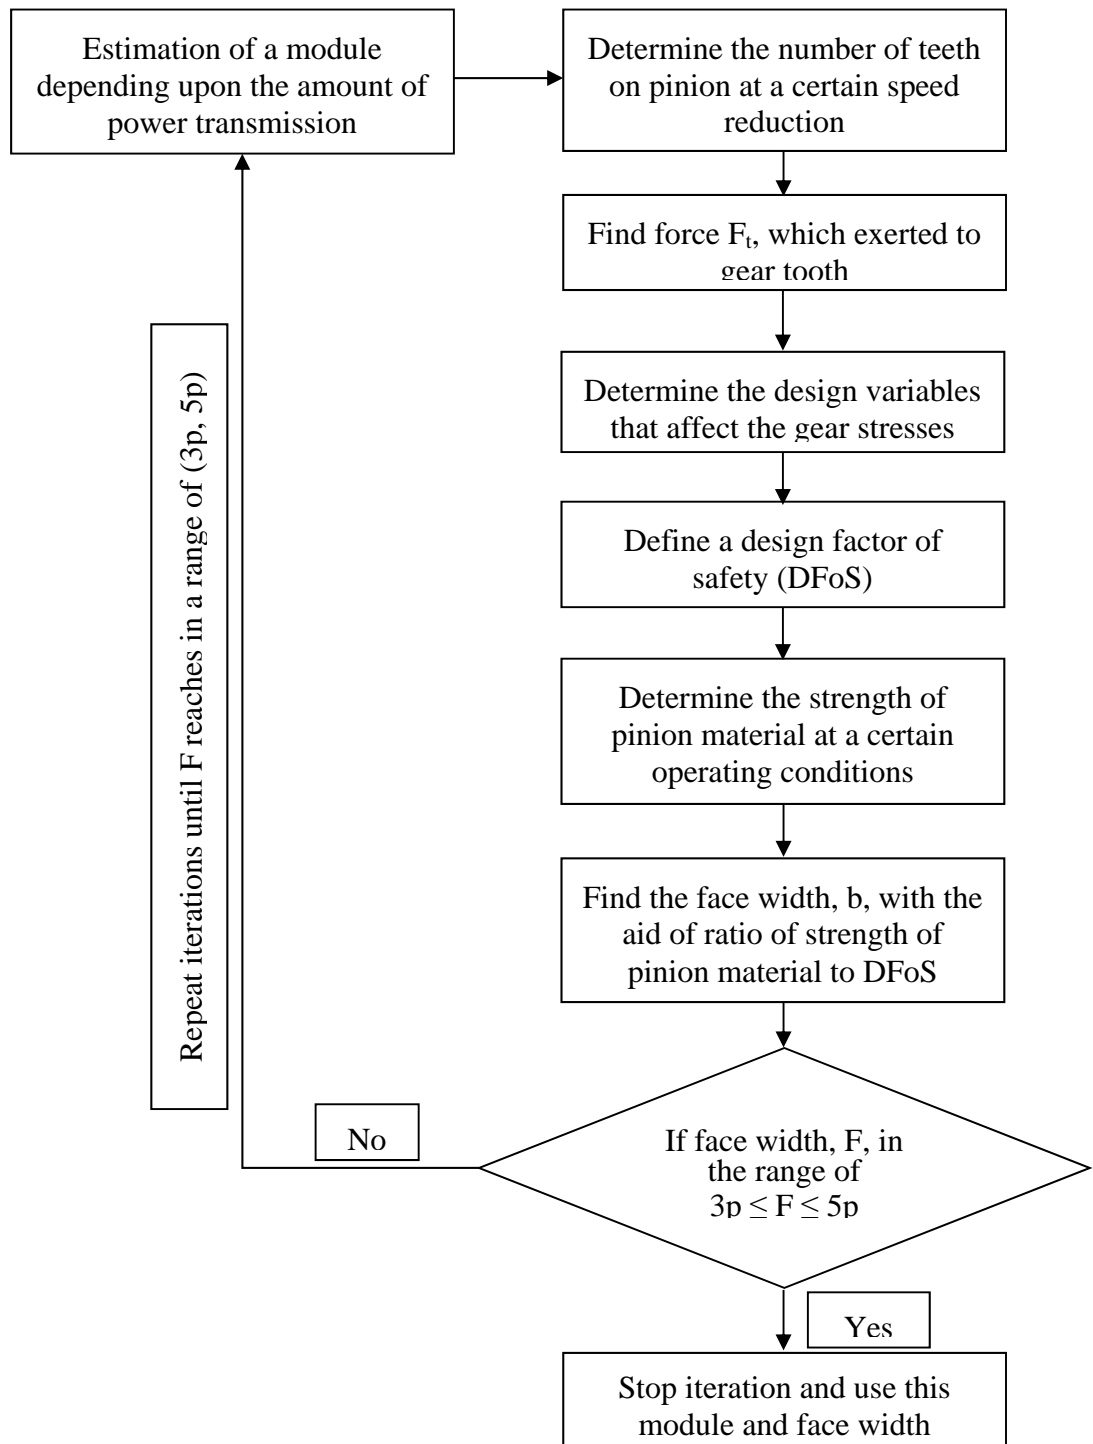 Estimation of a module
depending upon the amount of
power transmission
Determine the number of teeth
on pinion at a certain speed
reduction
Find force Ft, which exerted to
gear tooth
Determine the design variables
that affect the gear stresses
Define a design factor of
safety (DFoS)
Determine the strength of
pinion material at a certain
operating conditions
Find the face width, b, with the
aid of ratio of strength of
pinion material to DFoS
If face width, F, in
the range of
3p ≤ F ≤ 5p
No
Repeat iterations until F reaches in a range of (3p, 5p)
Yes
Stop iteration and use this
module and face width